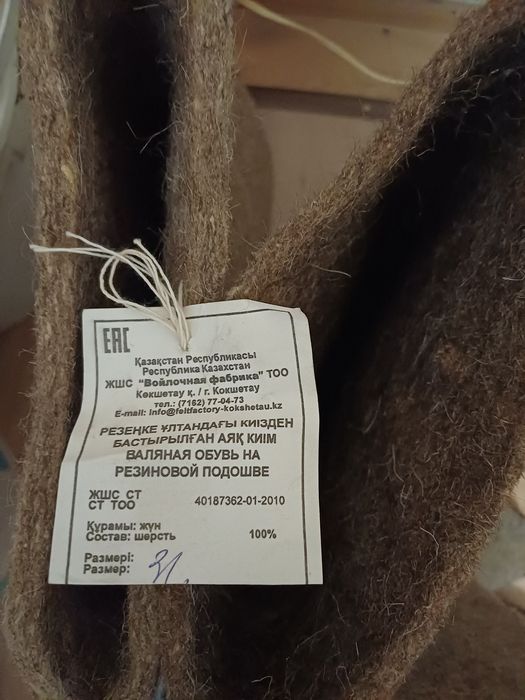 EAC
Қазақстан Республикасы
Республика Казахстан
ЖШС "Войлочная фабрика" ТОО
Көкшетау қ. / г. Кокшетау
тел.: (7162) 77-04-73
E-mail: info@feltfactory-kokshetau.kz
РЕЗЕҢКЕ ҰЛТАНДАҒЫ КИІЗДЕН
БАСТЫРЫЛҒАН АЯҚ КИІМ
ВАЛЯНАЯ ОБУВЬ НА
РЕЗИНОВОЙ ПОДОШВЕ
ЖШС СТ
СТ ТОО 40187362-01-2010
Құрамы: жүн
Состав: шерсть 100%
Размері:
Размер: 31